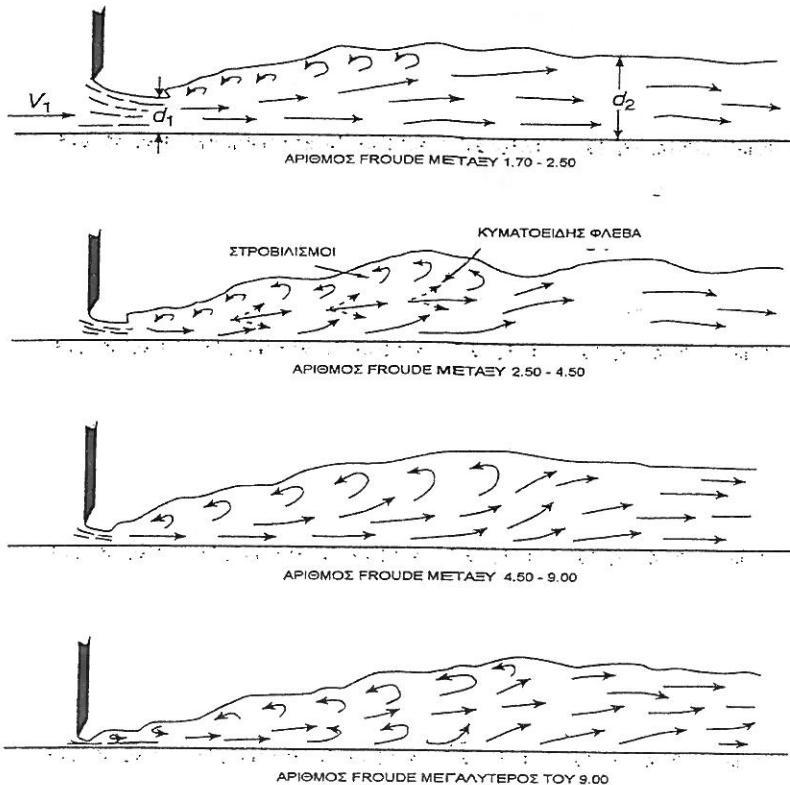 V₁
d₁
d₂
ΑΡΙΘΜΟΣ FROUDE ΜΕΤΑΞΥ 1.70 - 2.50
ΣΤΡΟΒΙΛΙΣΜΟΙ
ΚΥΜΑΤΟΕΙΔΗΣ ΦΛΕΒΑ
ΑΡΙΘΜΟΣ FROUDE ΜΕΤΑΞΥ 2.50 - 4.50
ΑΡΙΘΜΟΣ FROUDE ΜΕΤΑΞΥ 4.50 - 9.00
ΑΡΙΘΜΟΣ FROUDE ΜΕΓΑΛΥΤΕΡΟΣ ΤΟΥ 9.00